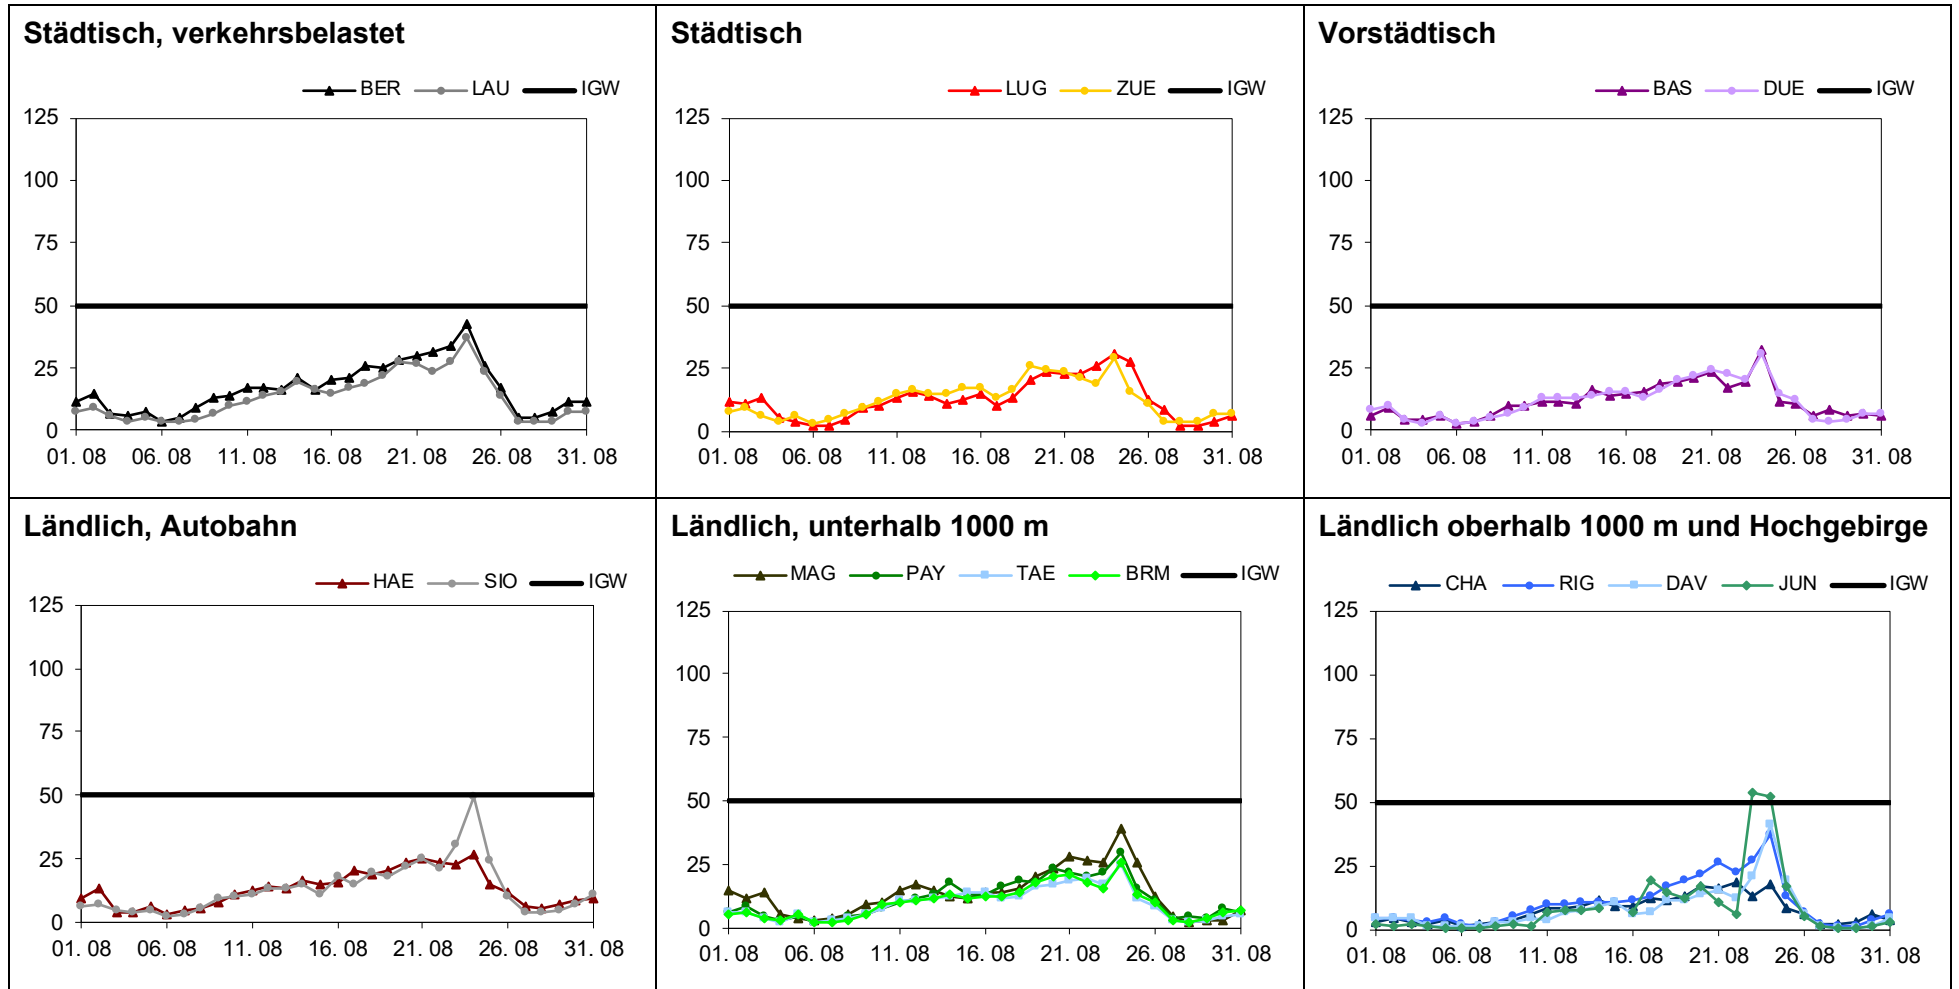 Städtisch, verkehrsbelastet
BER LAU IGW
125
100
75
50
25
0
01. 08 06. 08 11. 08 16. 08 21. 08 26. 08 31. 08
Städtisch
LUG ZUE IGW
125
100
75
50
25
0
01. 08 06. 08 11. 08 16. 08 21. 08 26. 08 31. 08
Vorstädtisch
BAS DUE IGW
125
100
75
50
25
0
01. 08 06. 08 11. 08 16. 08 21. 08 26. 08 31. 08
Ländlich, Autobahn
HAE SIO IGW
125
100
75
50
25
0
01. 08 06. 08 11. 08 16. 08 21. 08 26. 08 31. 08
Ländlich, unterhalb 1000 m
MAG PAY TAE BRM IGW
125
100
75
50
25
0
01. 08 06. 08 11. 08 16. 08 21. 08 26. 08 31. 08
Ländlich oberhalb 1000 m und Hochgebirge
CHA RIG DAV JUN IGW
125
100
75
50
25
0
01. 08 06. 08 11. 08 16. 08 21. 08 26. 08 31. 08